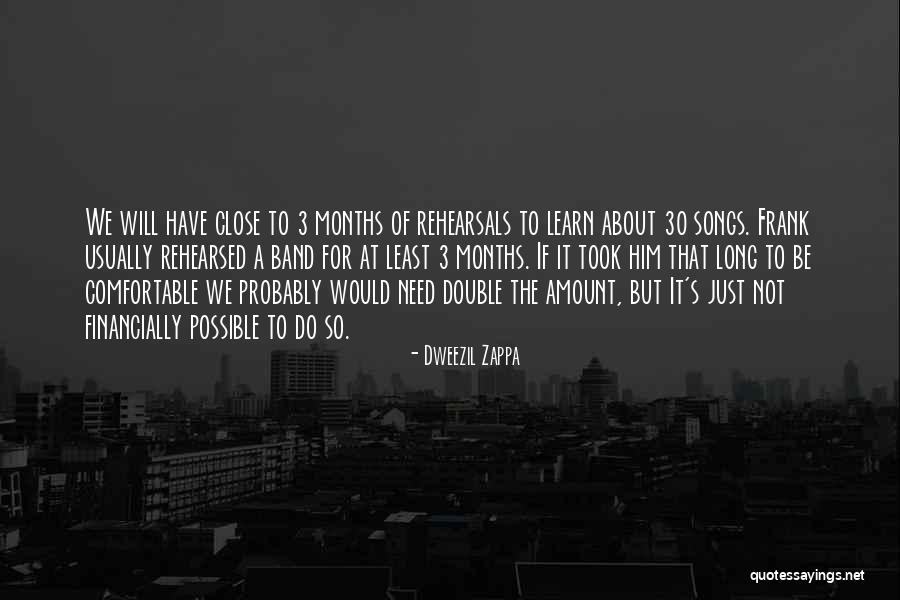 We will have close to 3 months of rehearsals to learn about 30 songs. Frank
usually rehearsed a band for at least 3 months. If it took him that long to be
comfortable we probably would need double the amount, but It's just not
financially possible to do so.
- Dweezil Zappa
quotessayings.net